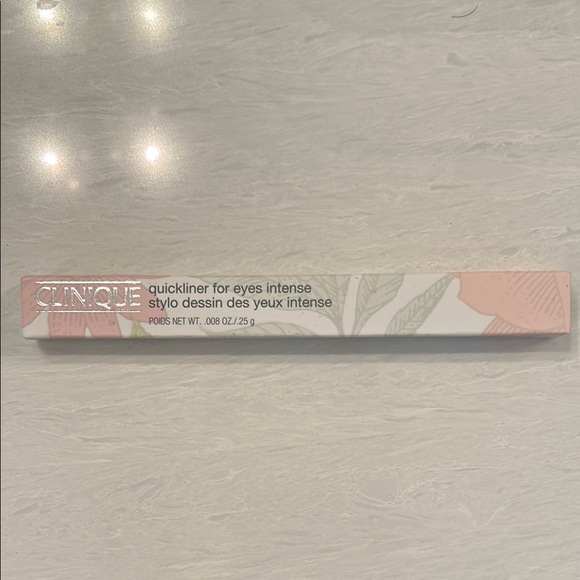 CLINIQUE
quickliner for eyes intense
stylo dessin des yeux intense
POIDS NET WT. .008 OZ./.25 g